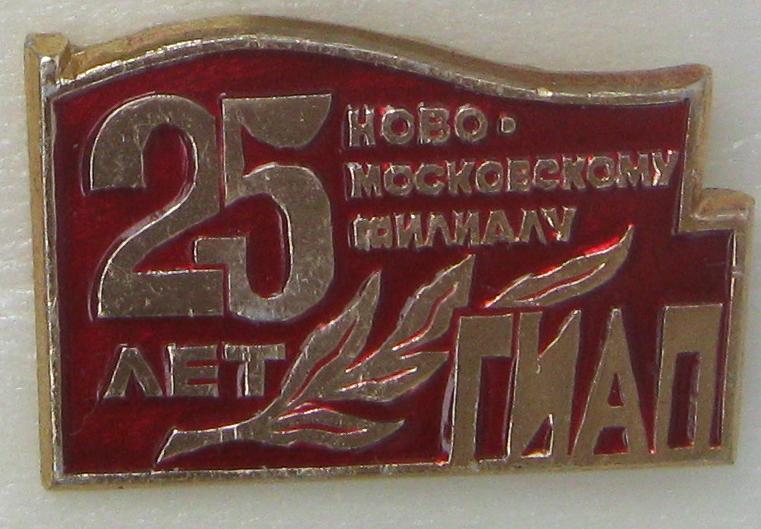 25
ЛЕТ
НОВО-
МОСКОВСКОМУ
ФИЛИАЛУ
ГИАП